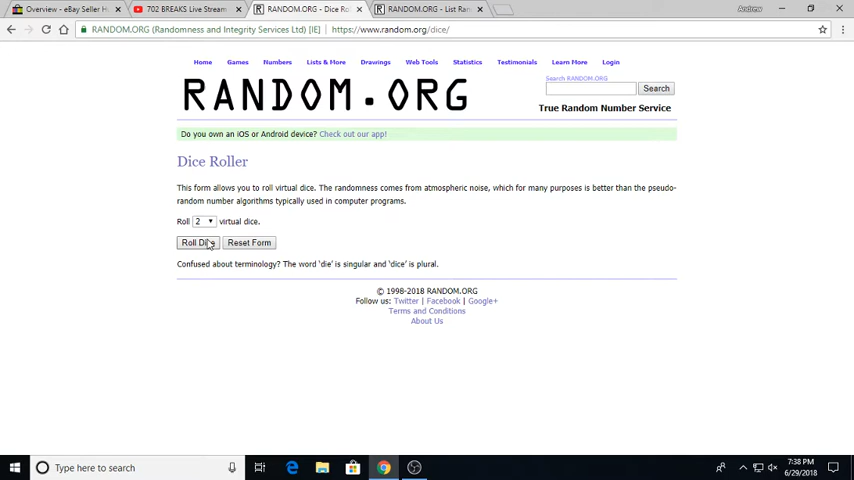 Overview - eBay Seller H
702 BREAKS Live Stream
RANDOM.ORG - Dice Ro
RANDOM.ORG - List Ran
Andrew
RANDOM.ORG (Randomness and Integrity Services Ltd) [IE]
https://www.random.org/dice/
Home Games Numbers Lists & More Drawings Web Tools Statistics Testimonials Learn More Login
RANDOM.ORG
Search RANDOM.ORG
Search
True Random Number Service
Do you own an iOS or Android device? Check out our app!
Dice Roller
This form allows you to roll virtual dice. The randomness comes from atmospheric noise, which for many purposes is better than the pseudo-
random number algorithms typically used in computer programs.
Roll 2 virtual dice.
Roll Dice Reset Form
Confused about terminology? The word 'die' is singular and 'dice' is plural.
© 1998-2018 RANDOM.ORG
Follow us: Twitter | Facebook | Google+
Terms and Conditions
About Us
Type here to search
7:38 PM
6/29/2018